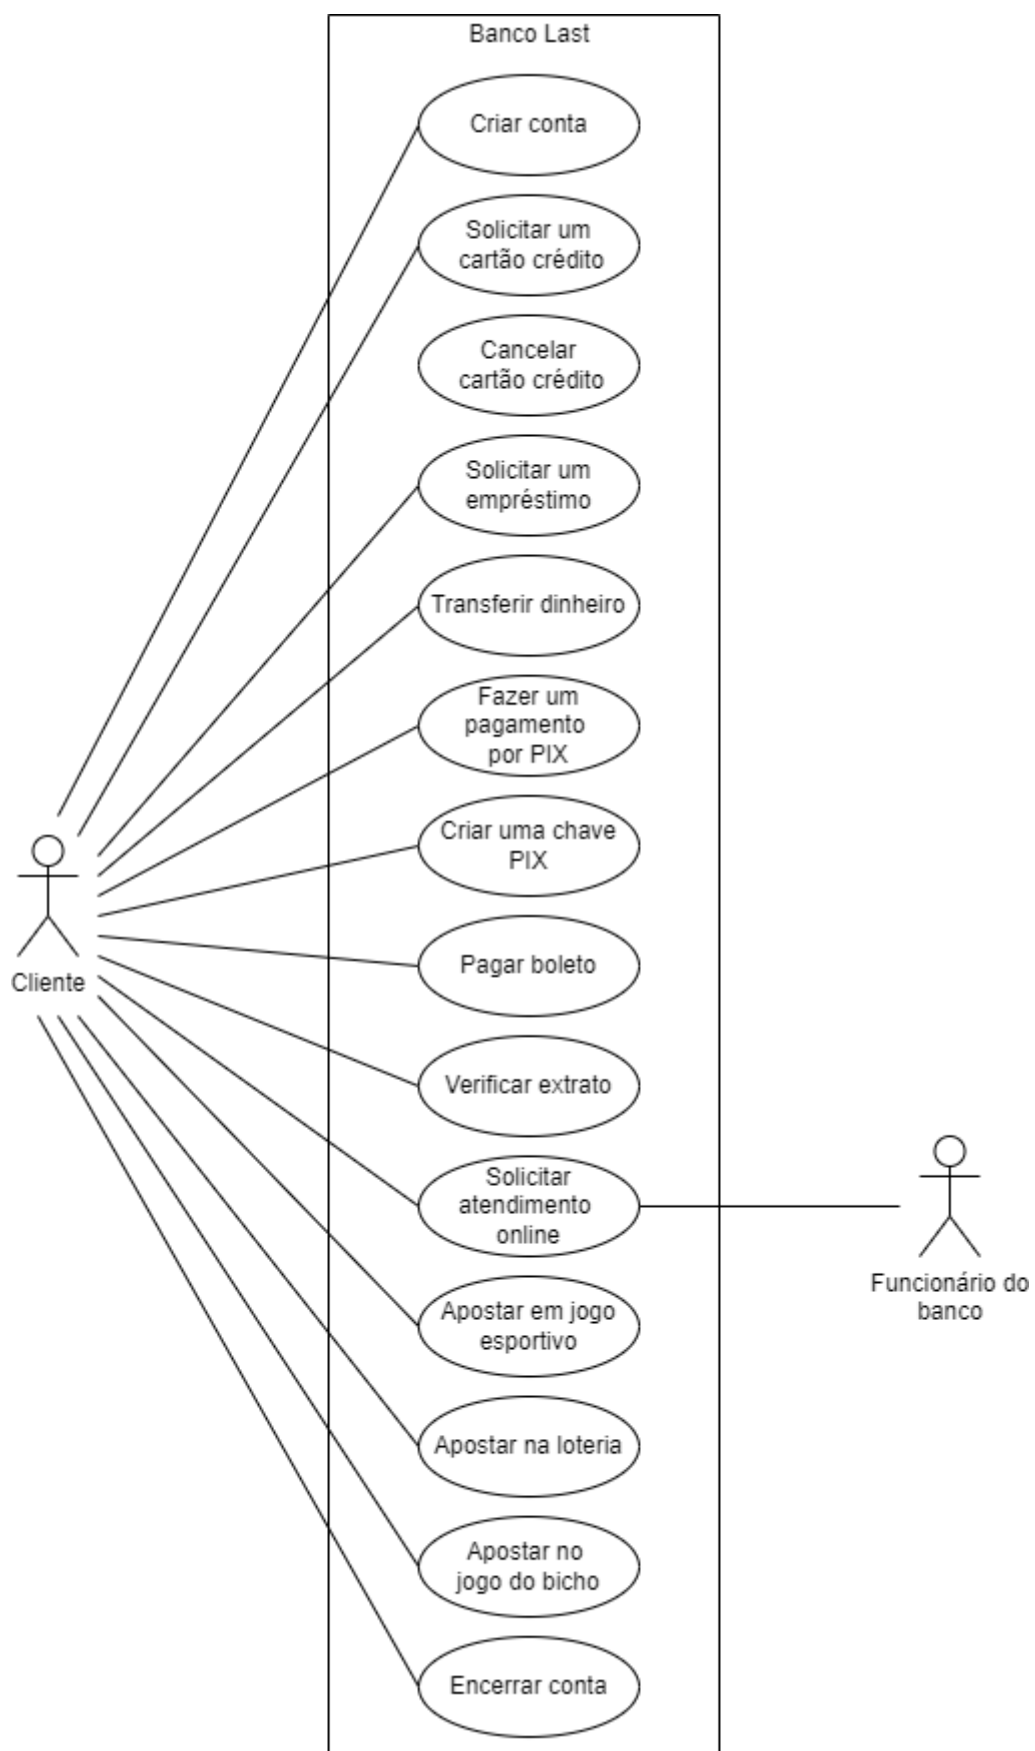 Banco Last
Criar conta
Solicitar um
cartão crédito
Cancelar
cartão crédito
Solicitar um
empréstimo
Transferir dinheiro
Fazer um
pagamento
por PIX
Criar uma chave
PIX
Pagar boleto
Cliente
Verificar extrato
Solicitar
atendimento
online
Funcionário do
banco
Apostar em jogo
esportivo
Apostar na loteria
Apostar no
jogo do bicho
Encerrar conta